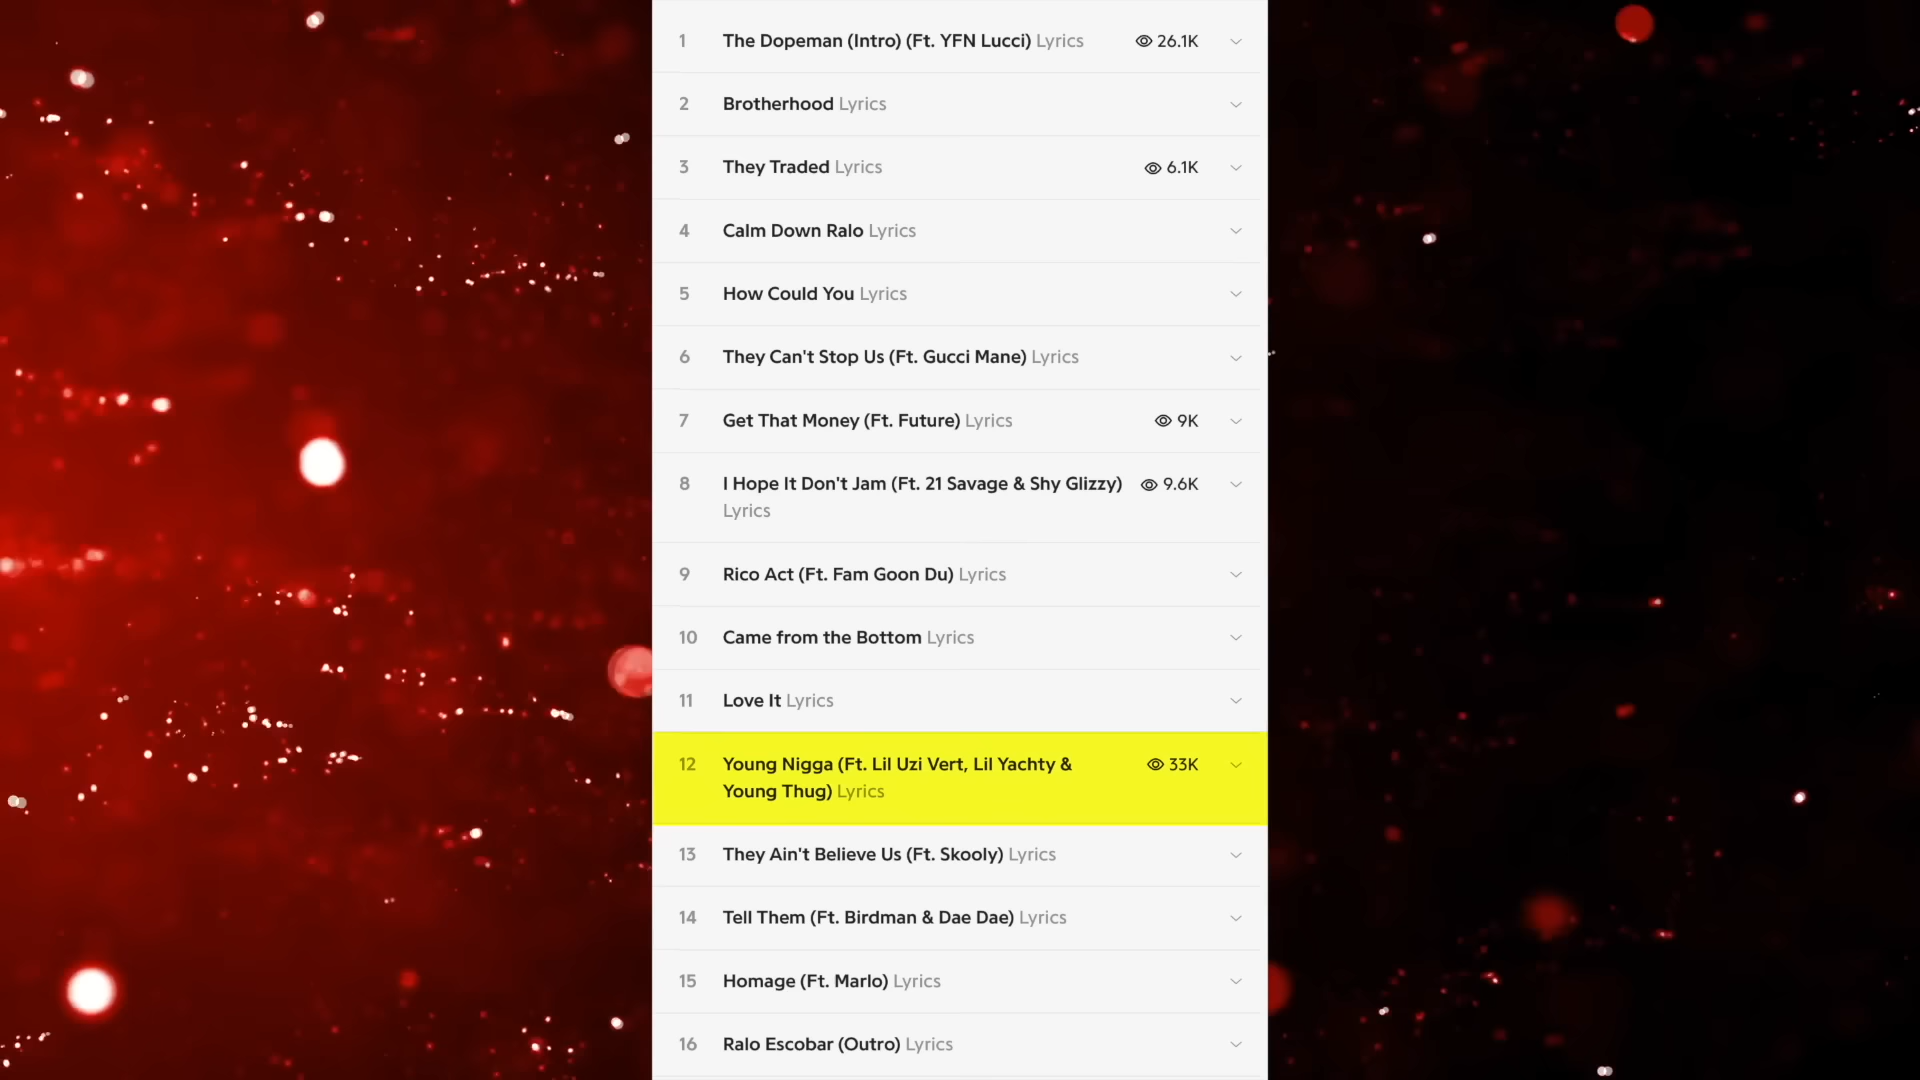 1 The Dopeman (Intro) (Ft. YFN Lucci) Lyrics 26.1K
2 Brotherhood Lyrics
3 They Traded Lyrics 6.1K
4 Calm Down Ralo Lyrics
5 How Could You Lyrics
6 They Can't Stop Us (Ft. Gucci Mane) Lyrics
7 Get That Money (Ft. Future) Lyrics 9K
8 I Hope It Don't Jam (Ft. 21 Savage & Shy Glizzy) 9.6K
Lyrics
9 Rico Act (Ft. Fam Goon Du) Lyrics
10 Came from the Bottom Lyrics
11 Love It Lyrics
12 Young Nigga (Ft. Lil Uzi Vert, Lil Yachty & 33K
Young Thug) Lyrics
13 They Ain't Believe Us (Ft. Skooly) Lyrics
14 Tell Them (Ft. Birdman & Dae Dae) Lyrics
15 Homage (Ft. Marlo) Lyrics
16 Ralo Escobar (Outro) Lyrics